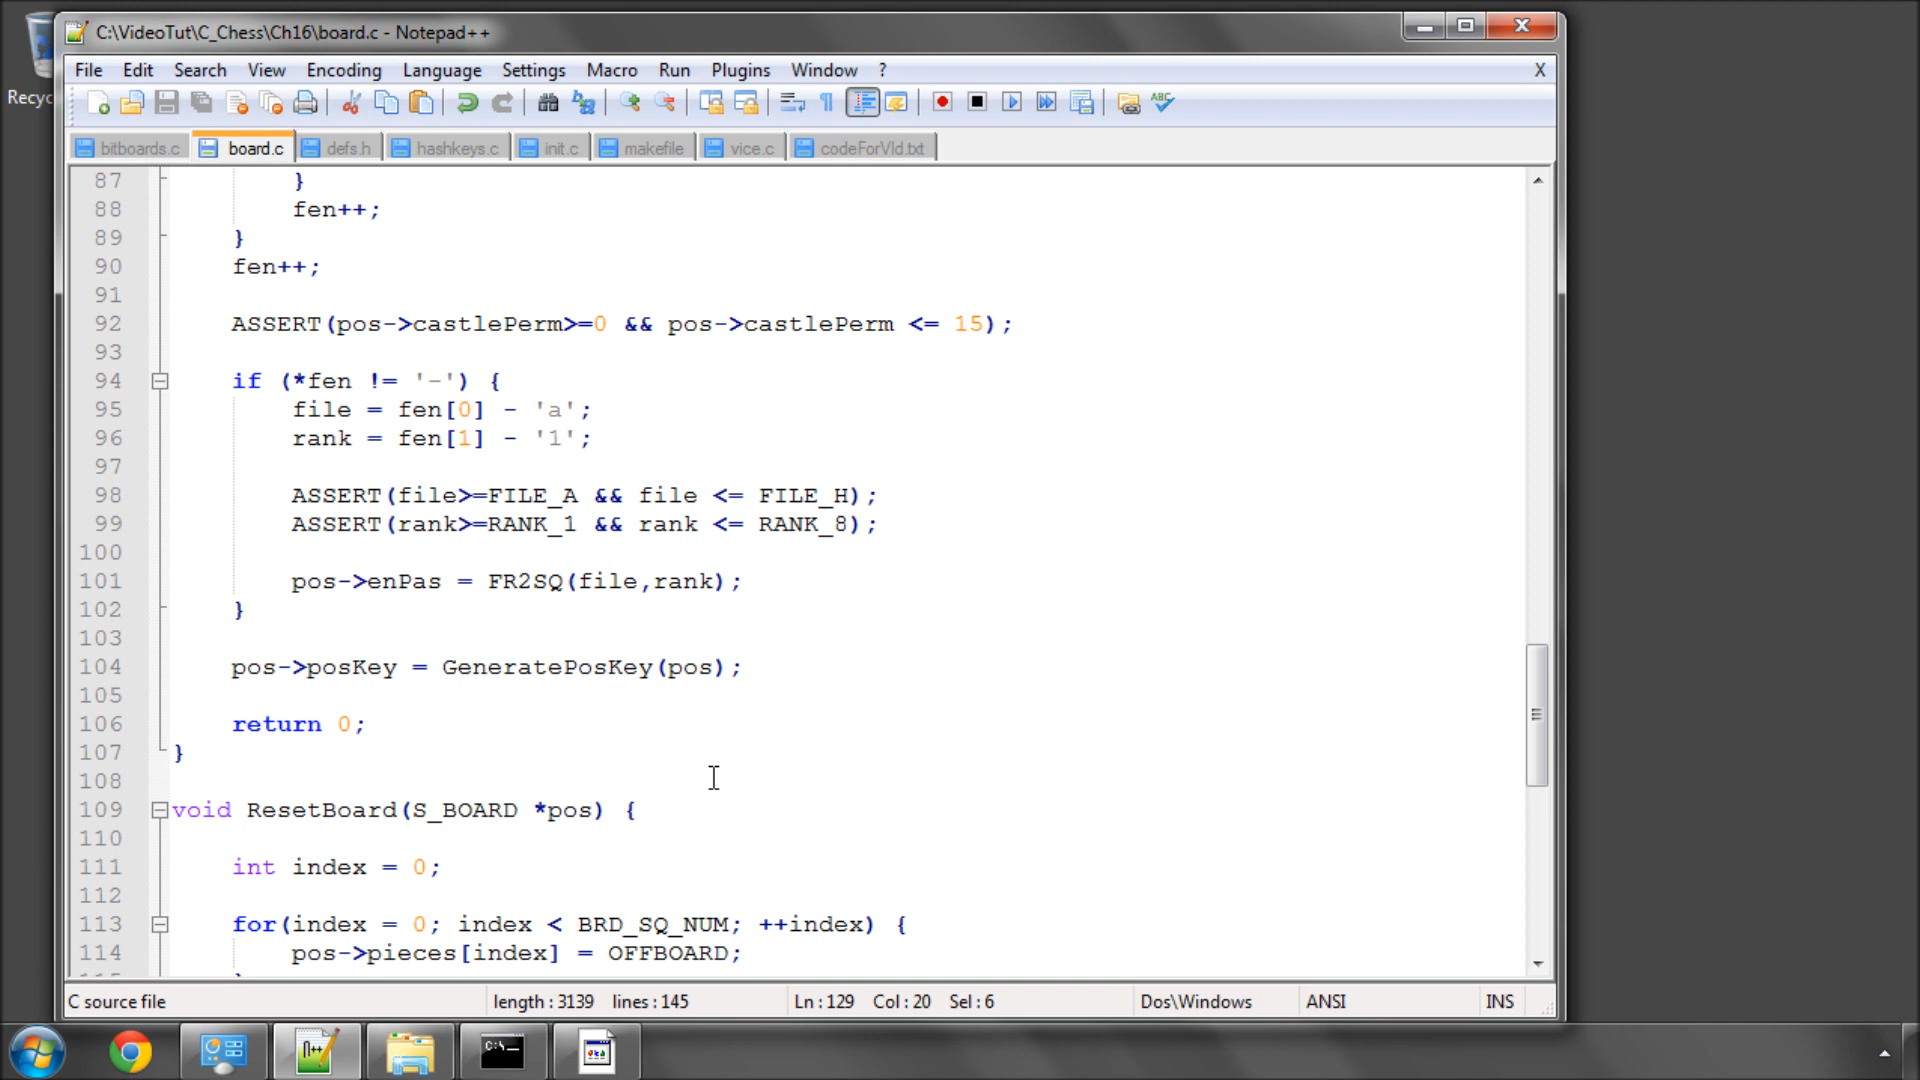 C:\VideoTut\C_Chess\Ch16\board.c - Notepad++
File Edit Search View Encoding Language Settings Macro Run Plugins Window ? X
Recyc
bitboards.c board.c defs.h hashkeys.c init.c makefile vice.c codeForVid.txt
87 }
88 fen++;
89 }
90 fen++;
91
92 ASSERT(pos->castlePerm>=0 && pos->castlePerm <= 15);
93
94 if (*fen != '-') {
95 file = fen[0] - 'a';
96 rank = fen[1] - '1';
97
98 ASSERT(file>=FILE_A && file <= FILE_H);
99 ASSERT(rank>=RANK_1 && rank <= RANK_8);
100
101 pos->enPas = FR2SQ(file,rank);
102 }
103
104 pos->posKey = GeneratePosKey(pos);
105
106 return 0;
107 }
108
109 void ResetBoard(S_BOARD *pos) {
110
111 int index = 0;
112
113 for(index = 0; index < BRD_SQ_NUM; ++index) {
114 pos->pieces[index] = OFFBOARD;
C source file length : 3139 lines : 145 Ln : 129 Col : 20 Sel : 6 Dos\Windows ANSI INS